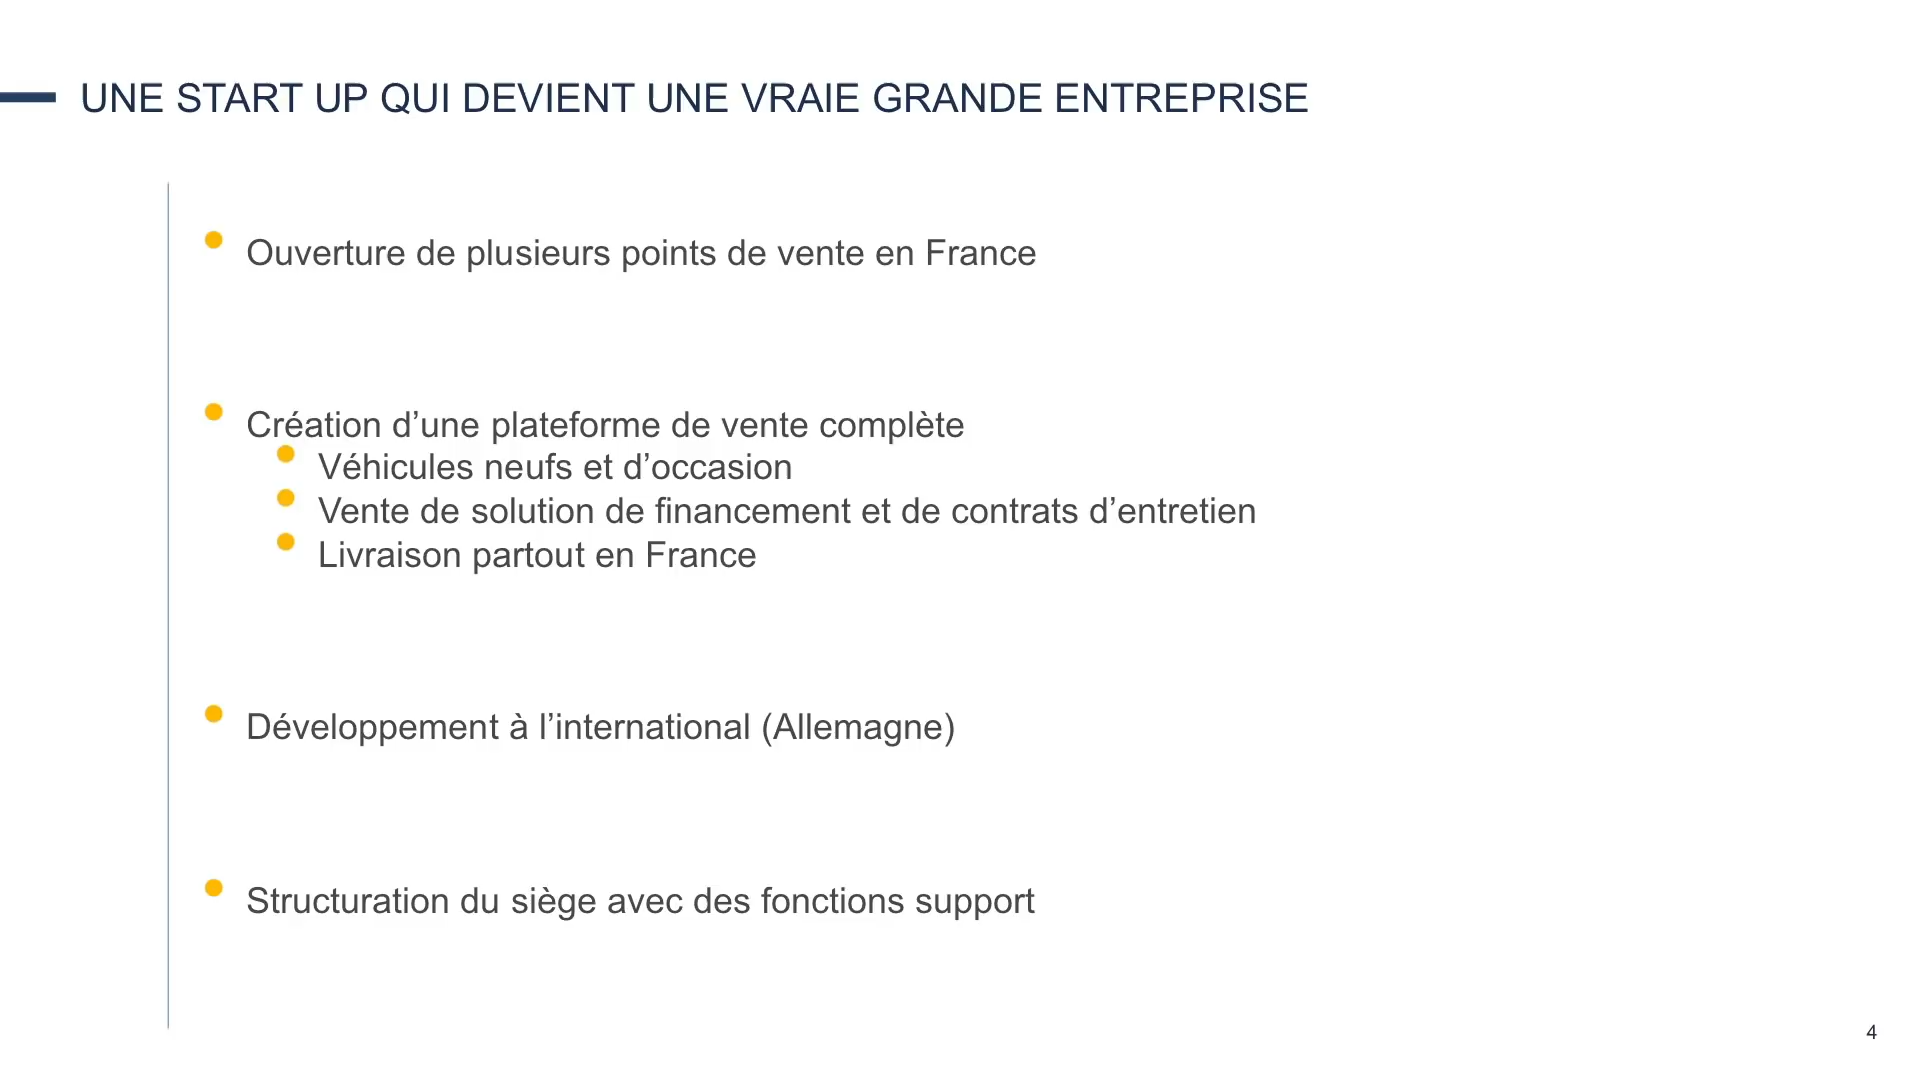 UNE START UP QUI DEVIENT UNE VRAIE GRANDE ENTREPRISE
Ouverture de plusieurs points de vente en France
Création d’une plateforme de vente complète
Véhicules neufs et d’occasion
Vente de solution de financement et de contrats d’entretien
Livraison partout en France
Développement à l’international (Allemagne)
Structuration du siège avec des fonctions support
4